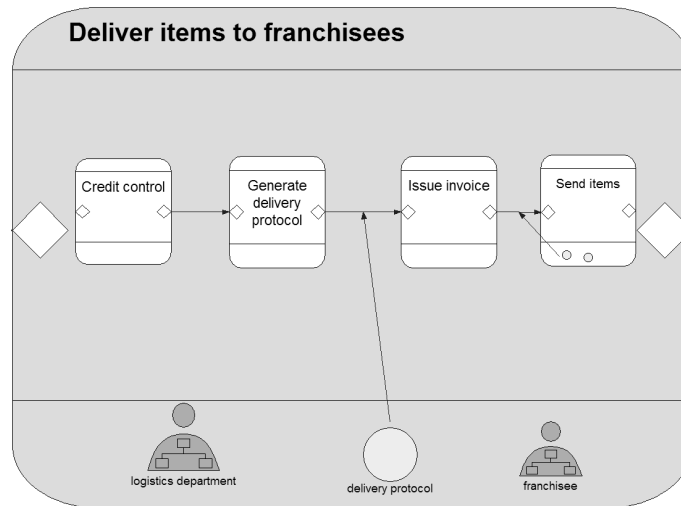 Deliver items to franchisees
Credit control
Generate
delivery
protocol
Issue invoice
Send items
logistics department
delivery protocol
franchisee